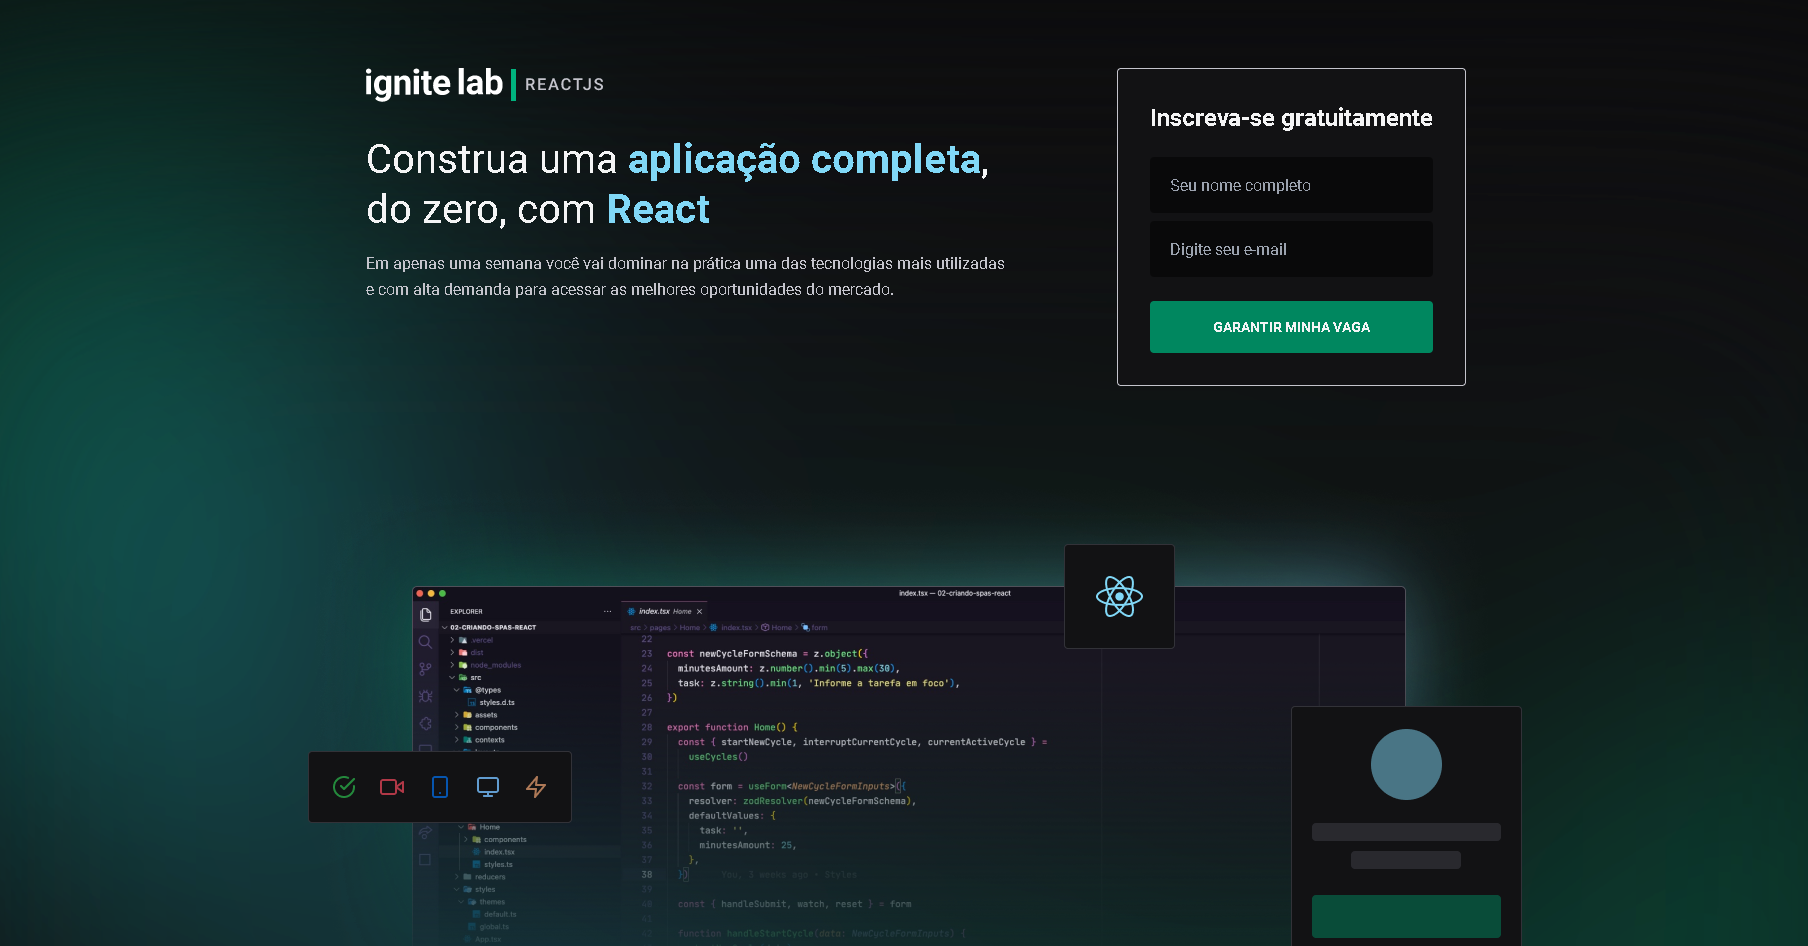 ignite lab | REACTJS
Construa uma aplicação completa,
do zero, com React
Em apenas uma semana você vai dominar na prática uma das tecnologias mais utilizadas
e com alta demanda para acessar as melhores oportunidades do mercado.
Inscreva-se gratuitamente
Seu nome completo
Digite seu e-mail
GARANTIR MINHA VAGA
index.tsx — 02-criando-spas-react
EXPLORER ...
02-CRIANDO-SPAS-REACT
.vercel
dist
node_modules
src
@types
styles.d.ts
assets
components
contexts
Home
components
index.tsx
styles.ts
reducers
styles
themes
default.ts
global.ts
App.tsx
index.tsx Home ×
src > pages > Home > index.tsx > Home > form
22
23 const newCycleFormSchema = z.object({
24 minutesAmount: z.number().min(5).max(30),
25 task: z.string().min(1, 'Informe a tarefa em foco'),
26 })
27
28 export function Home() {
29 const { startNewCycle, interruptCurrentCycle, currentActiveCycle } =
30 useCycles()
31
32 const form = useForm<NewCycleFormInputs>({
33 resolver: zodResolver(newCycleFormSchema),
34 defaultValues: {
35 task: '',
36 minutesAmount: 25,
37 },
38 }) You, 3 weeks ago • Styles
39
40 const { handleSubmit, watch, reset } = form
41
42 function handleStartCycle(data: NewCycleFormInputs) {